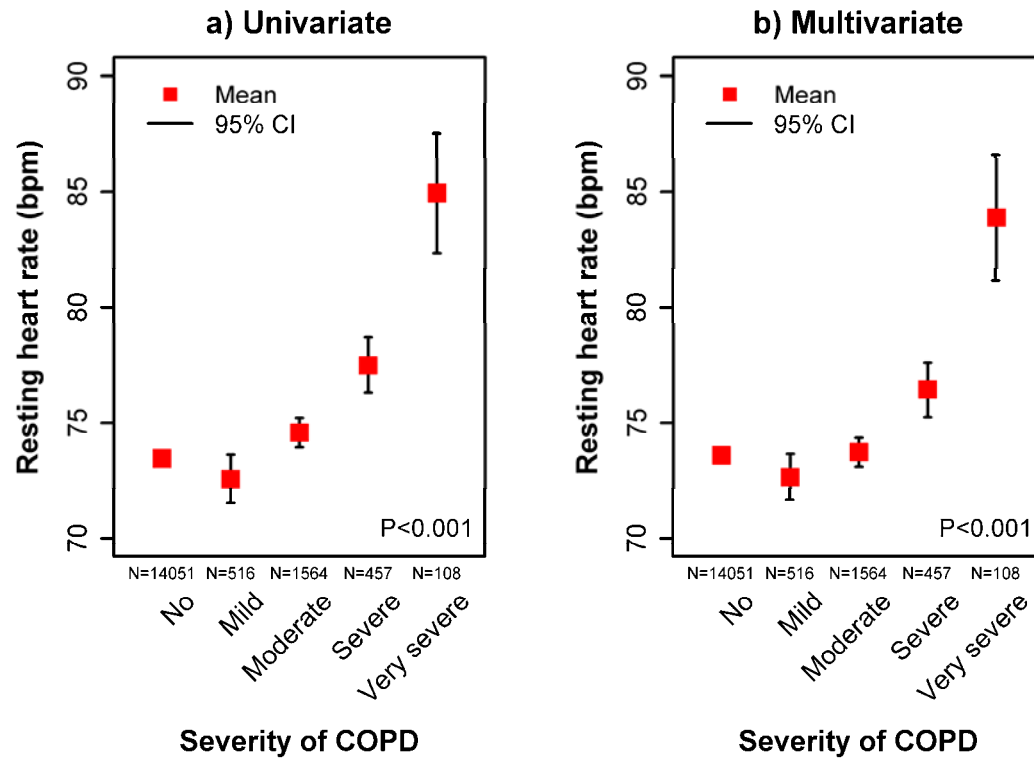 a) Univariate
Resting heart rate (bpm)
90
85
80
75
70
Mean
95% CI
P<0.001
N=14051 N=516 N=1564 N=457 N=108
No Mild Moderate Severe Very severe
Severity of COPD
b) Multivariate
Resting heart rate (bpm)
90
85
80
75
70
Mean
95% CI
P<0.001
N=14051 N=516 N=1564 N=457 N=108
No Mild Moderate Severe Very severe
Severity of COPD